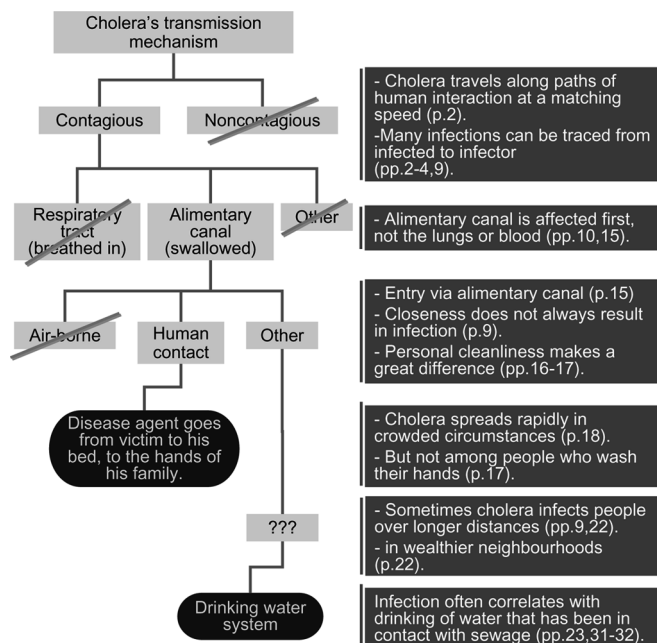 Cholera's transmission
mechanism
Contagious
Noncontagious
- Cholera travels along paths of
human interaction at a matching
speed (p.2).
-Many infections can be traced from
infected to infector
(pp.2-4,9).
Respiratory
tract
(breathed in)
Alimentary
canal
(swallowed)
Other
- Alimentary canal is affected first,
not the lungs or blood (pp.10,15).
Air-borne
Human
contact
Other
- Entry via alimentary canal (p.15)
- Closeness does not always result
in infection (p.9).
- Personal cleanliness makes a
great difference (pp.16-17).
Disease agent goes
from victim to his
bed, to the hands of
his family.
- Cholera spreads rapidly in
crowded circumstances (p.18).
- But not among people who wash
their hands (p.17).
???
- Sometimes cholera infects people
over longer distances (pp.9,22).
- in wealthier neighbourhoods
(p.22).
Drinking water
system
Infection often correlates with
drinking of water that has been in
contact with sewage (pp.23,31-32).